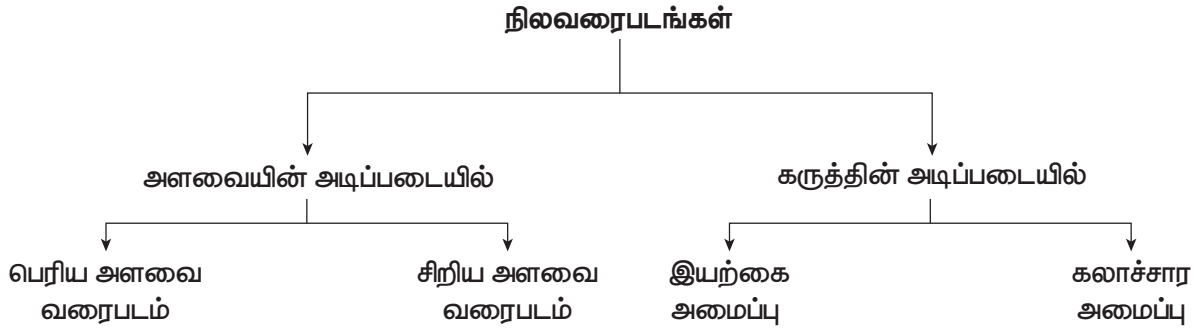 நிலவரைபடங்கள்
அளவையின் அடிப்படையில்
கருத்தின் அடிப்படையில்
பெரிய அளவை
வரைபடம்
சிறிய அளவை
வரைபடம்
இயற்கை
அமைப்பு
கலாச்சார
அமைப்பு